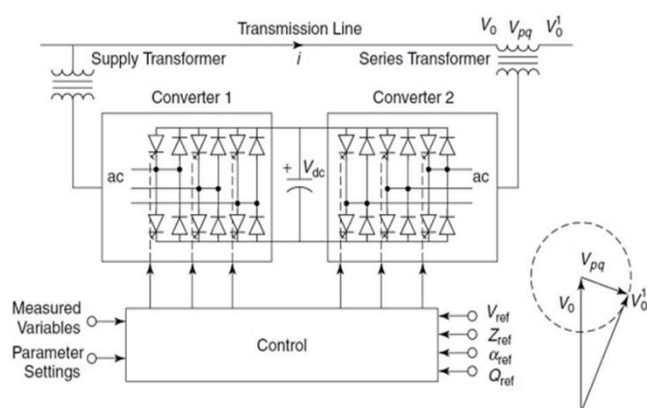 Transmission Line
V₀ Vpq V₀¹
Supply Transformer
i
Series Transformer
Converter 1
Converter 2
ac
+ Vdc
ac
Measured
Variables
Parameter
Settings
Control
Vref
Zref
αref
Qref
Vpq
V₀
V₀¹